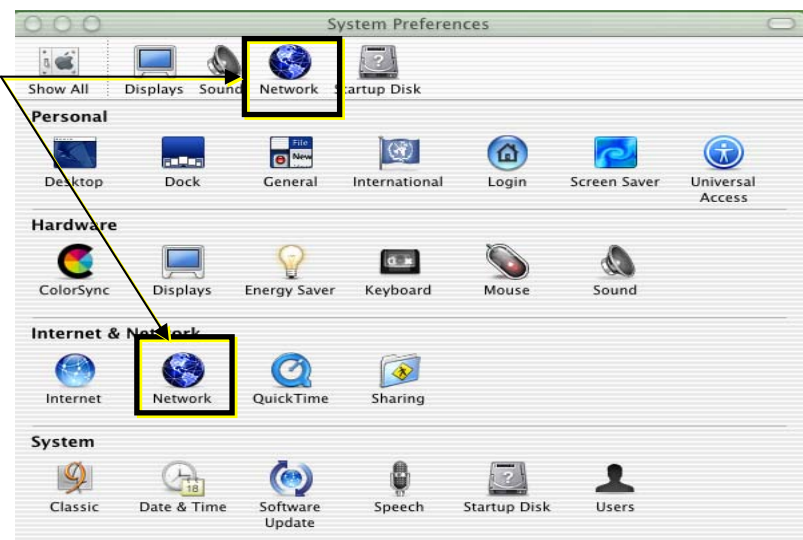 System Preferences
Show All Displays Sound Network Startup Disk
Personal
File
New
Desktop Dock General International Login Screen Saver Universal
Access
Hardware
ColorSync Displays Energy Saver Keyboard Mouse Sound
Internet & Network
Internet Network QuickTime Sharing
18
System
Classic Date & Time Software Speech Startup Disk Users
Update